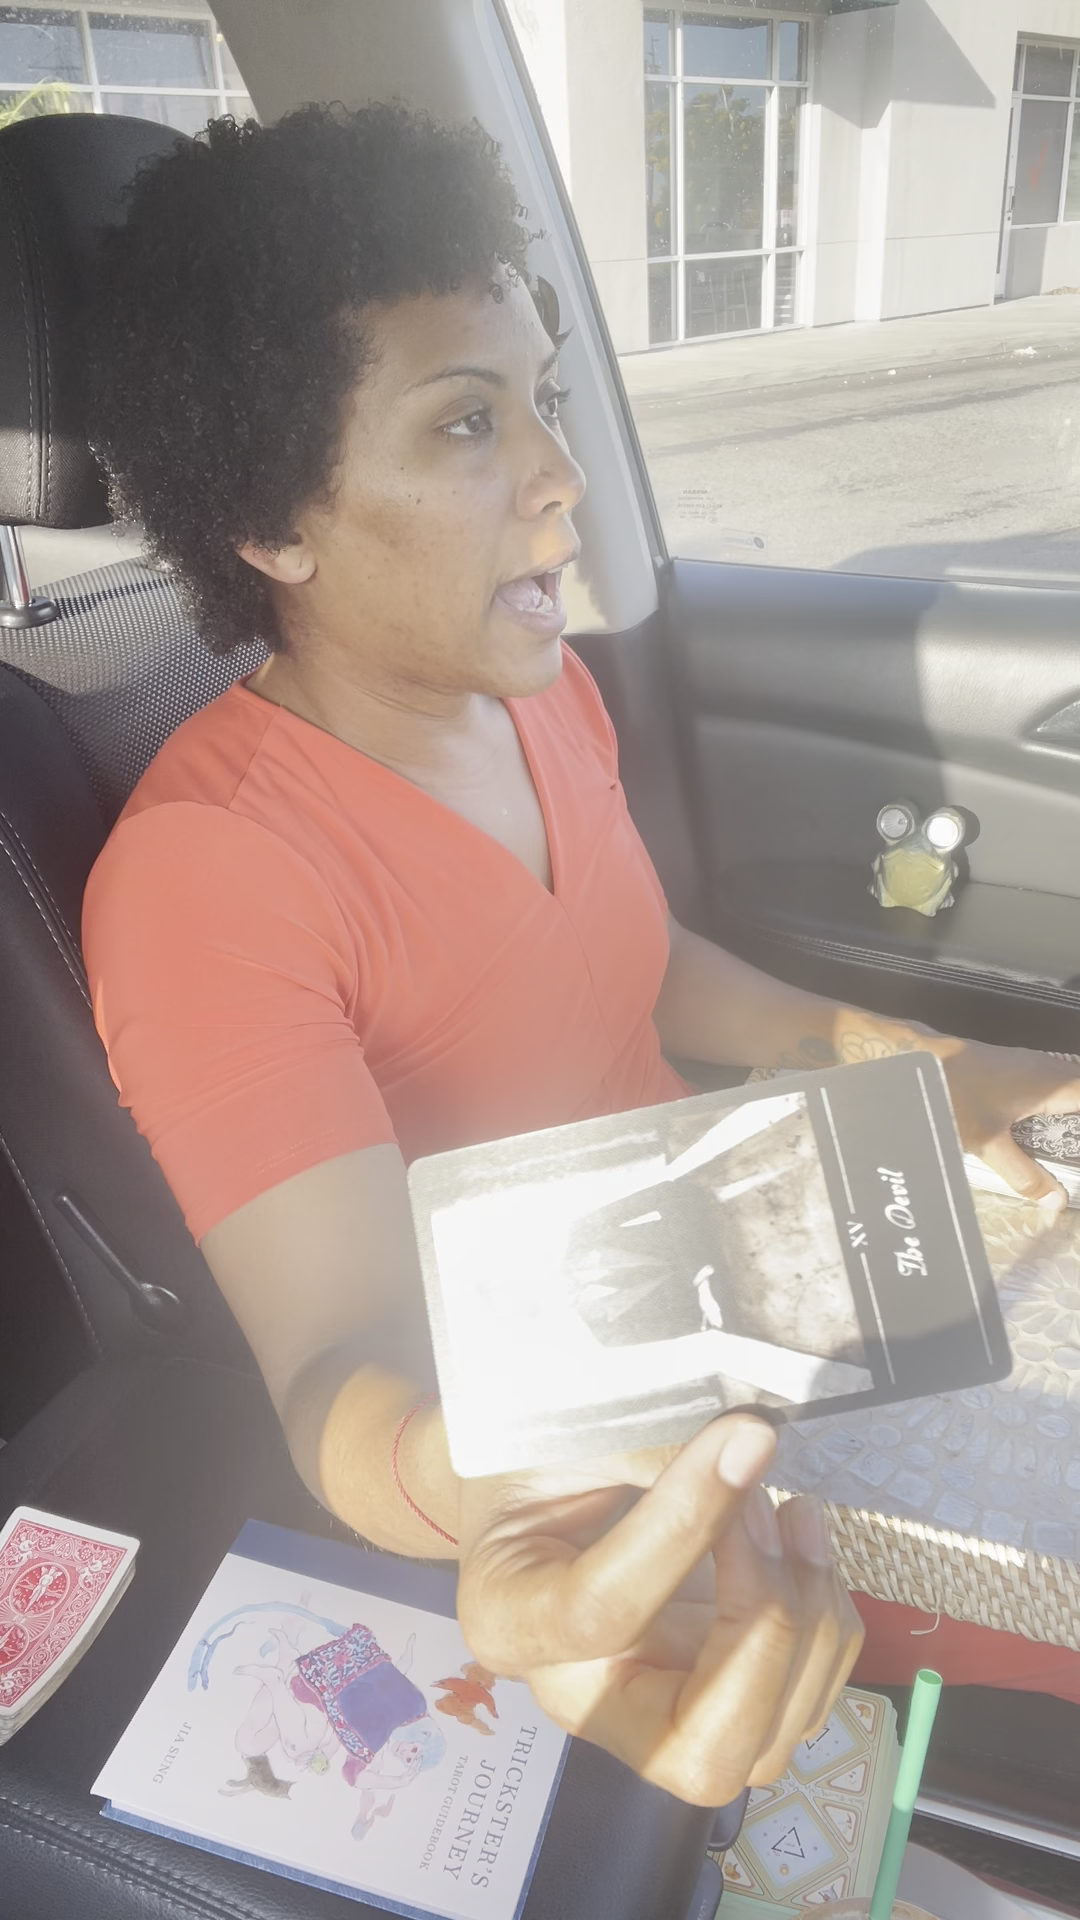 XV
The Devil
TRICKSTER'S
JOURNEY
TAROT GUIDEBOOK
JIA SUNG